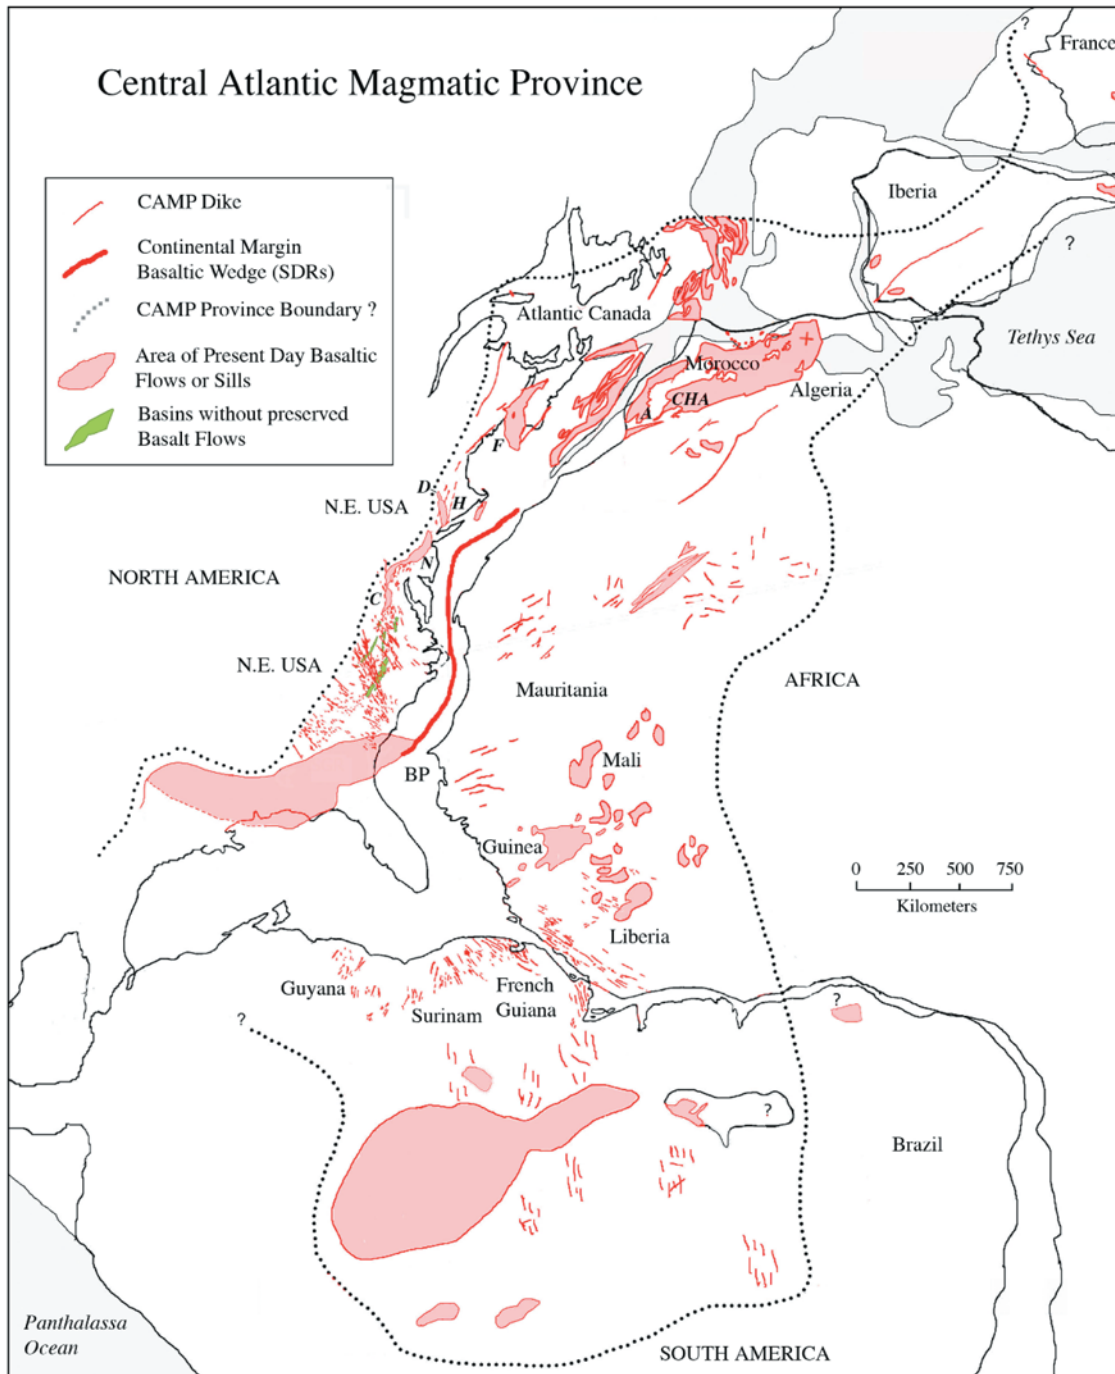 Central Atlantic Magmatic Province
CAMP Dike
Continental Margin
Basaltic Wedge (SDRs)
CAMP Province Boundary ?
Area of Present Day Basaltic
Flows or Sills
Basins without preserved
Basalt Flows
?
France
Iberia
?
Tethys Sea
Atlantic Canada
Morocco
Algeria
CHA
A
F
D
H
N.E. USA
N
NORTH AMERICA
C
N.E. USA
Mauritania
AFRICA
BP
Mali
Guinea
0 250 500 750
Kilometers
Liberia
Guyana
Surinam
French
Guiana
?
?
?
Brazil
Panthalassa
Ocean
SOUTH AMERICA